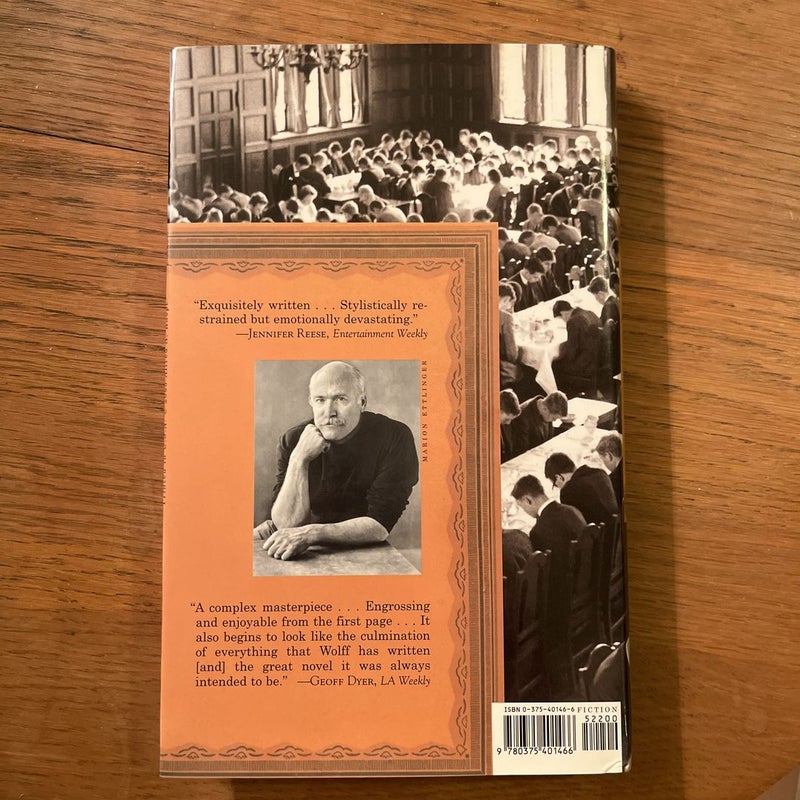 “Exquisitely written . . . Stylistically re-
strained but emotionally devastating.”
—JENNIFER REESE, Entertainment Weekly
MARION ETTLINGER
“A complex masterpiece . . . Engrossing
and enjoyable from the first page . . . It
also begins to look like the culmination
of everything that Wolff has written
[and] the great novel it was always
intended to be.” —GEOFF DYER, LA Weekly
ISBN 0-375-40146-6 FICTION
52200
9 780375 401466